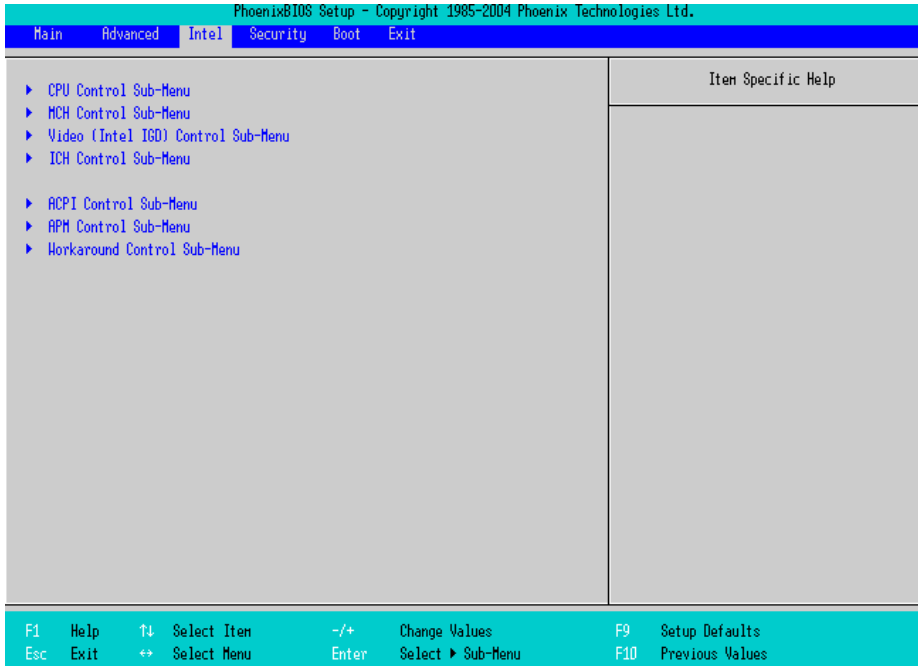 PhoenixBIOS Setup - Copyright 1985-2004 Phoenix Technologies Ltd.
Main Advanced Intel Security Boot Exit
Item Specific Help
▶ CPU Control Sub-Menu
▶ MCH Control Sub-Menu
▶ Video (Intel IGD) Control Sub-Menu
▶ ICH Control Sub-Menu
▶ ACPI Control Sub-Menu
▶ APM Control Sub-Menu
▶ Workaround Control Sub-Menu
F1 Help ↑↓ Select Item -/+ Change Values F9 Setup Defaults
Esc Exit ↔ Select Menu Enter Select ▶ Sub-Menu F10 Previous Values